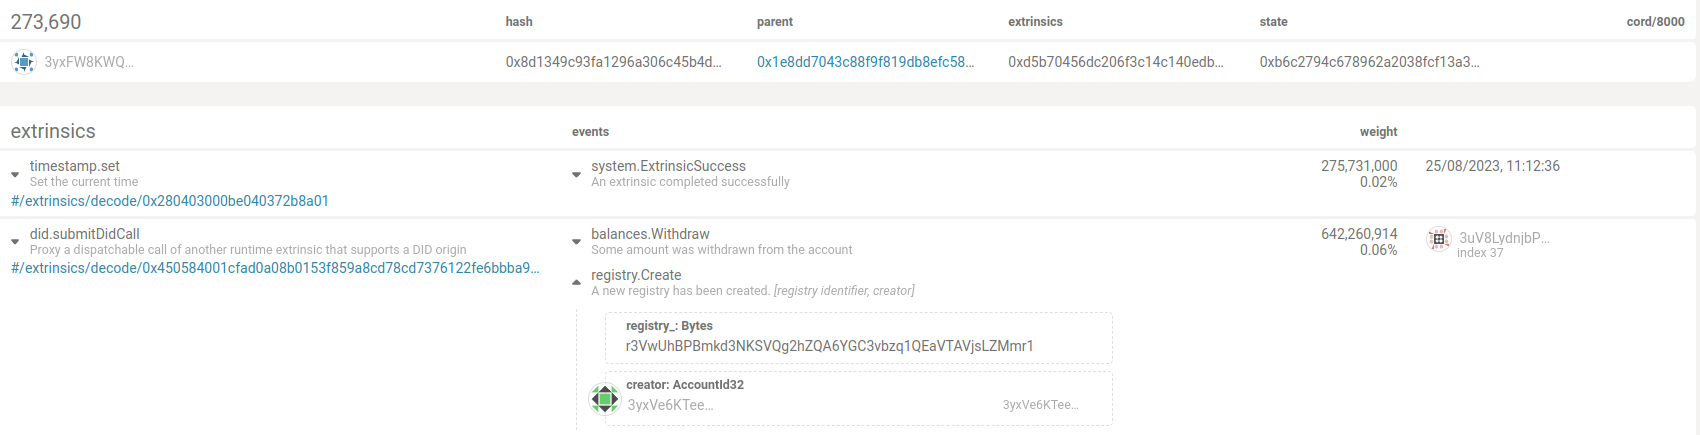 273,690 hash parent extrinsics state cord/8000
3yxFW8KWQ... 0x8d1349c93fa1296a306c45b4d... 0x1e8dd7043c88f9f819db8efc58... 0xd5b70456dc206f3c14c140edb... 0xb6c2794c678962a2038fcf13a3...
extrinsics events weight
timestamp.set system.ExtrinsicSuccess 275,731,000 25/08/2023, 11:12:36
Set the current time An extrinsic completed successfully 0.02%
#/extrinsics/decode/0x280403000be040372b8a01
did.submitDidCall balances.Withdraw 642,260,914 3uV8LydnjbP...
Proxy a dispatchable call of another runtime extrinsic that supports a DID origin Some amount was withdrawn from the account 0.06% index 37
#/extrinsics/decode/0x450584001cfad0a08b0153f859a8cd78cd7376122fe6bbba9...
registry.Create
A new registry has been created. [registry identifier, creator]
registry_: Bytes
r3VwUhBPBmkd3NKSVQg2hZQA6YGC3vbzq1QEaVTAVjsLZMmr1
creator: AccountId32
3yxVe6KTee... 3yxVe6KTee...